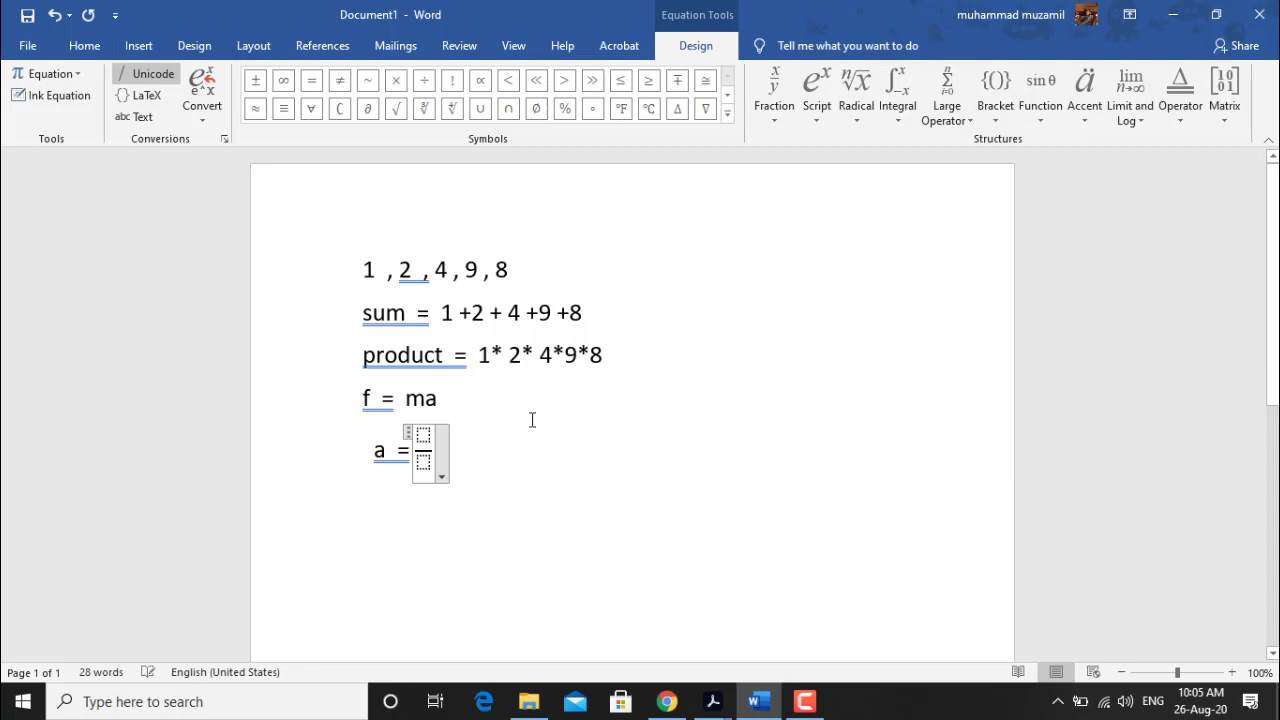 Document1 - Word
Equation Tools
muhammad muzamil
File Home Insert Design Layout References Mailings Review View Help Acrobat Design Tell me what you want to do Share
π Equation
Ink Equation
Tools
Unicode
LaTeX
abc Text
Convert
Conversions
± ∞ = ≠ ~ × ÷ ! ∝ < ≪ > ≫ ≤ ≥ ∓ ≅
≈ ≡ ∀ ∁ ∂ √ ∛ ∜ ∪ ∩ ∅ % ° °F °C ∆ ∇
Symbols
Fraction Script Radical Integral Large Operator Bracket Function Accent Limit and Log Operator Matrix
Structures
1 , 2 , 4 , 9 , 8
sum = 1 +2 + 4 +9 +8
product = 1* 2* 4*9*8
f = ma
a =
Page 1 of 1 28 words English (United States) 100%
Type here to search
ENG
10:05 AM
26-Aug-20